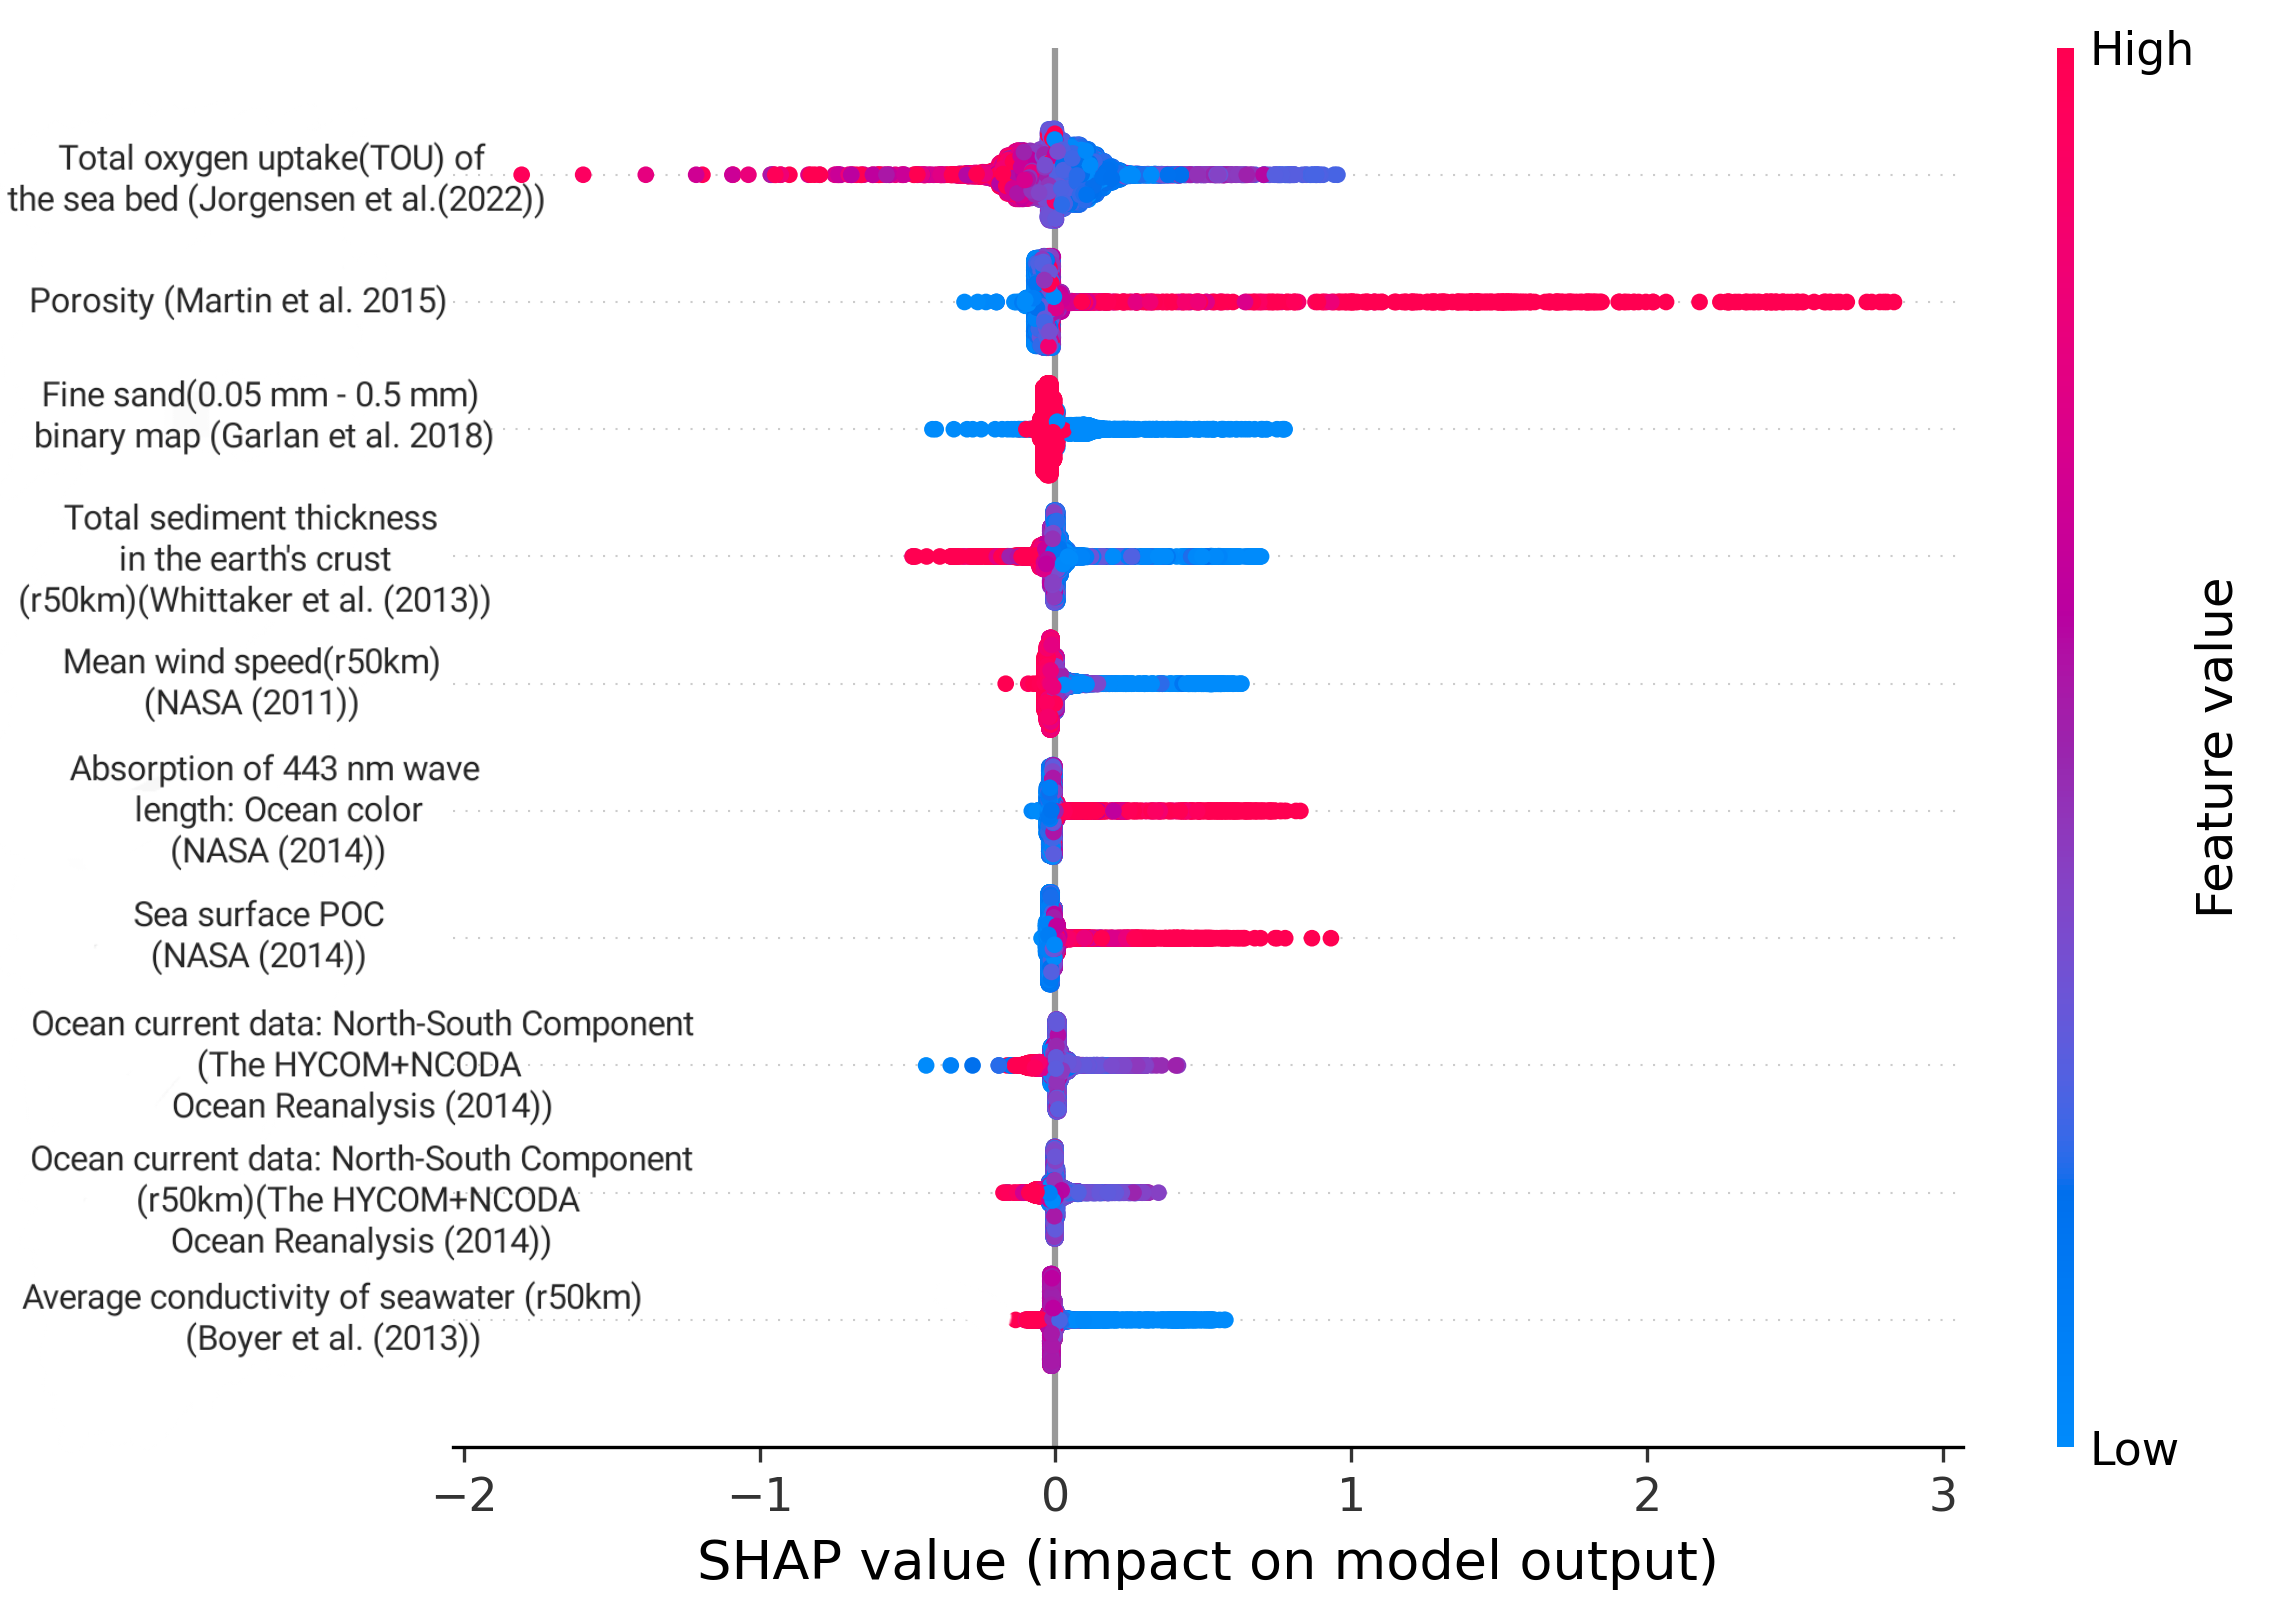 High
Total oxygen uptake(TOU) of
the sea bed (Jorgensen et al.(2022))
Porosity (Martin et al. 2015)
Fine sand(0.05 mm - 0.5 mm)
binary map (Garlan et al. 2018)
Total sediment thickness
in the earth's crust
(r50km)(Whittaker et al. (2013))
Mean wind speed(r50km)
(NASA (2011))
Absorption of 443 nm wave
length: Ocean color
(NASA (2014))
Sea surface POC
(NASA (2014))
Ocean current data: North-South Component
(The HYCOM+NCODA
Ocean Reanalysis (2014))
Ocean current data: North-South Component
(r50km)(The HYCOM+NCODA
Ocean Reanalysis (2014))
Average conductivity of seawater (r50km)
(Boyer et al. (2013))
Feature value
Low
−2 −1 0 1 2 3
SHAP value (impact on model output)